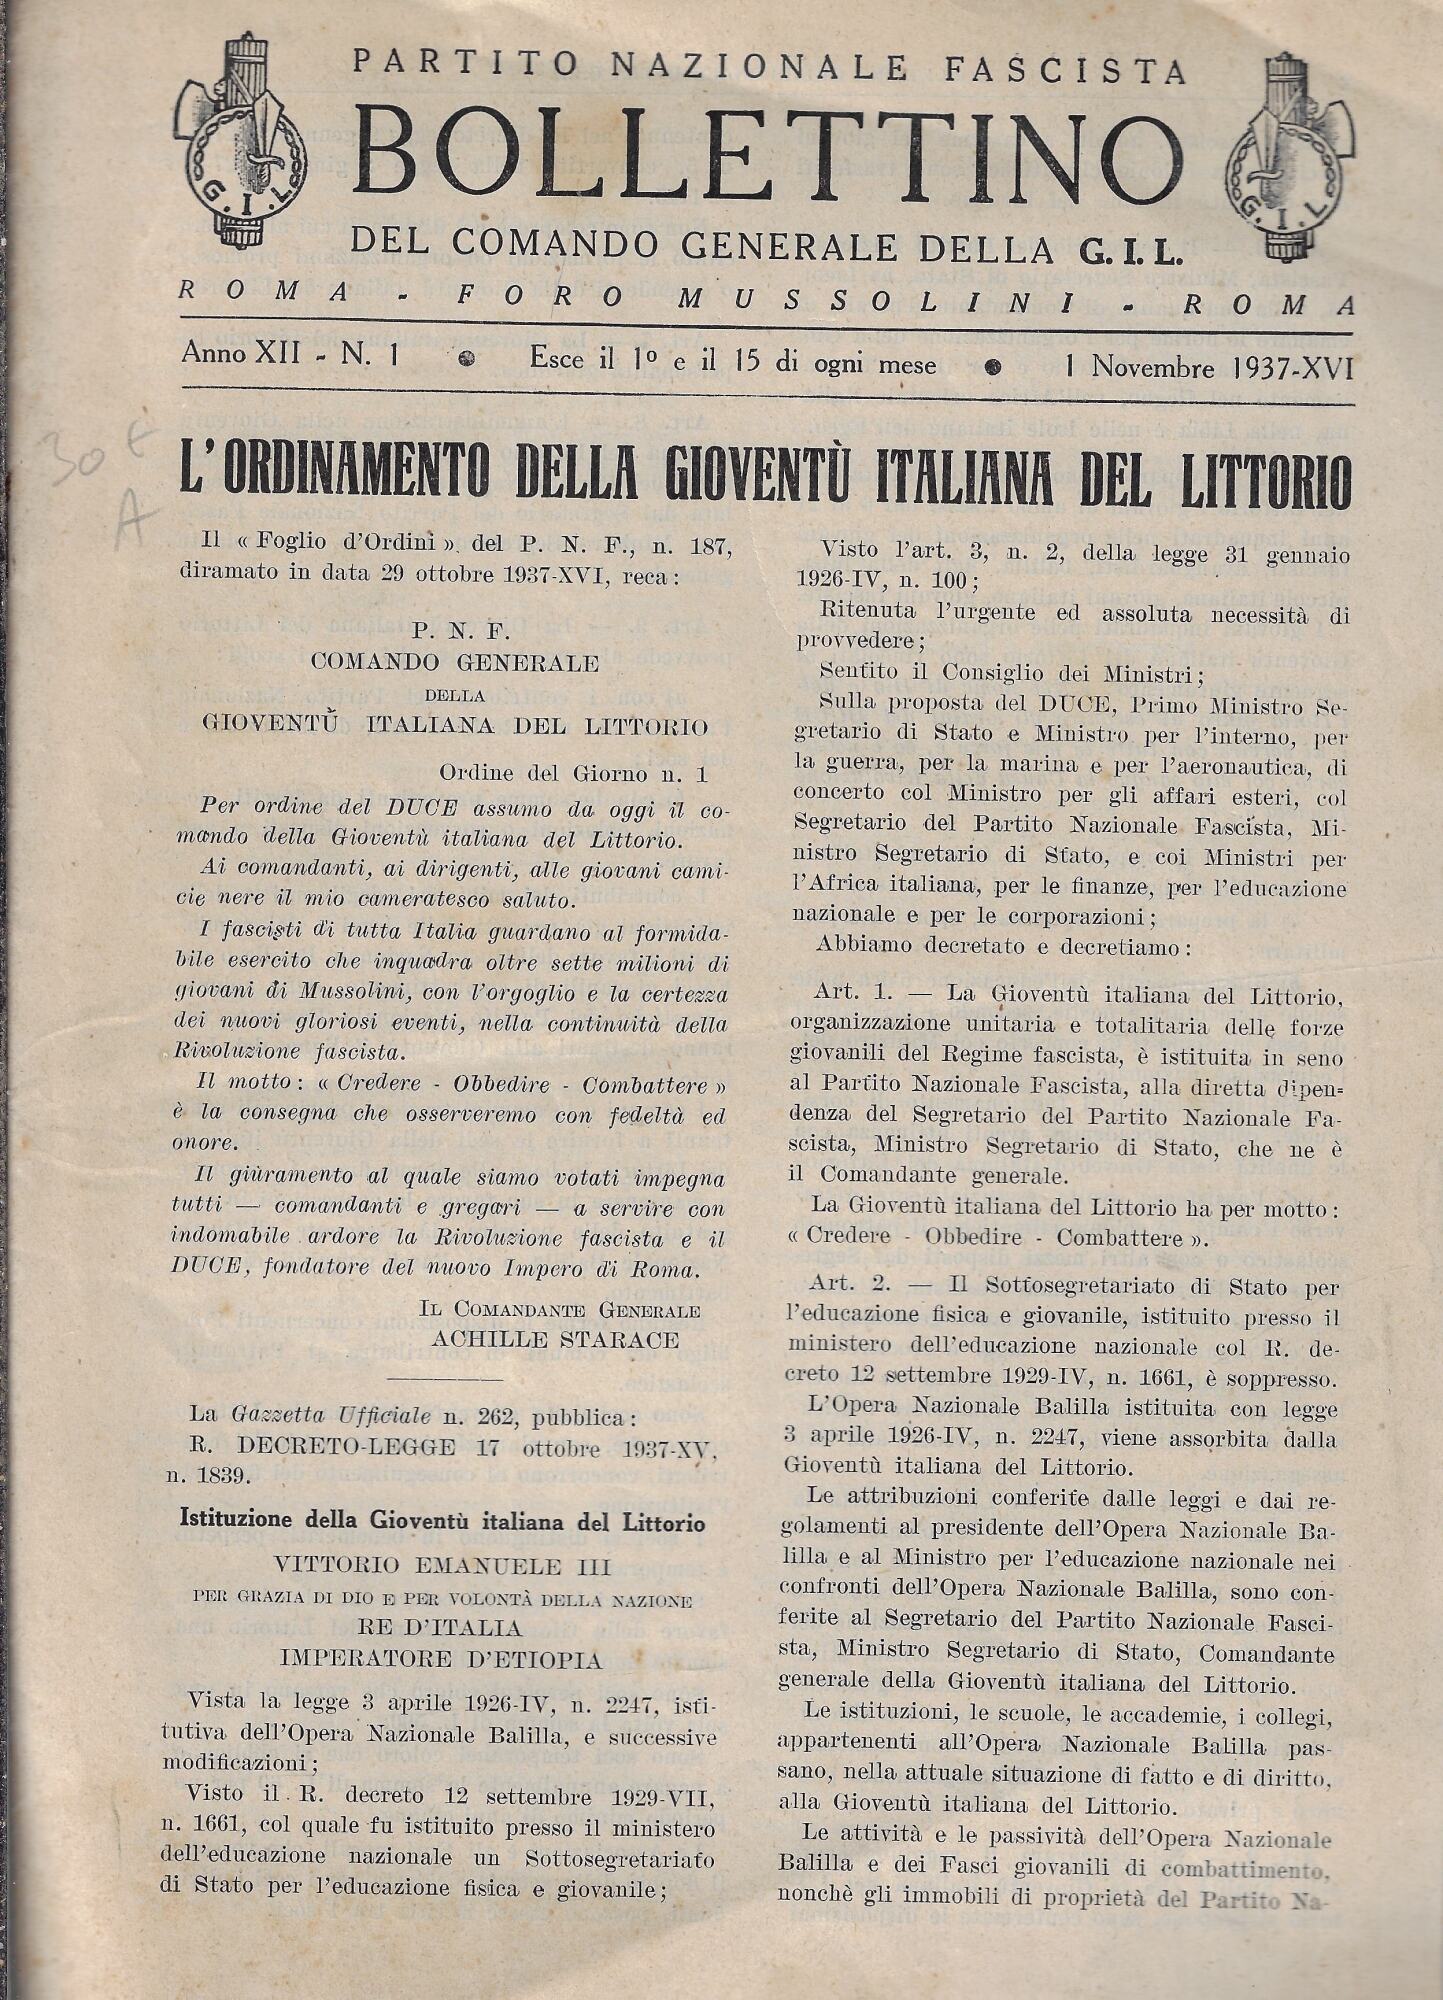 PARTITO NAZIONALE FASCISTA
BOLLETTINO
DEL COMANDO GENERALE DELLA G. I. L.
G. I. L.
G. I. L.
ROMA - FORO MUSSOLINI - ROMA
Anno XII - N. 1 ● Esce il 1º e il 15 di ogni mese ● 1 Novembre 1937-XVI
30 €
A
L'ORDINAMENTO DELLA GIOVENTÙ ITALIANA DEL LITTORIO
Il « Foglio d'Ordini » del P. N. F., n. 187,
diramato in data 29 ottobre 1937-XVI, reca :
P. N. F.
COMANDO GENERALE
DELLA
GIOVENTÙ ITALIANA DEL LITTORIO
Ordine del Giorno n. 1
Per ordine del DUCE assumo da oggi il co-
mando della Gioventù italiana del Littorio.
Ai comandanti, ai dirigenti, alle giovani cami-
cie nere il mio cameratesco saluto.
I fascisti di tutta Italia guardano al formida-
bile esercito che inquadra oltre sette milioni di
giovani di Mussolini, con l'orgoglio e la certezza
dei nuovi gloriosi eventi, nella continuità della
Rivoluzione fascista.
Il motto : « Credere - Obbedire - Combattere »
è la consegna che osserveremo con fedeltà ed
onore.
Il giùramento al quale siamo votati impegna
tutti — comandanti e gregari — a servire con
indomabile ardore la Rivoluzione fascista e il
DUCE, fondatore del nuovo Impero di Roma.
IL COMANDANTE GENERALE
ACHILLE STARACE
La Gazzetta Ufficiale n. 262, pubblica :
R. DECRETO-LEGGE 17 ottobre 1937-XV,
n. 1839.
Istituzione della Gioventù italiana del Littorio
VITTORIO EMANUELE III
PER GRAZIA DI DIO E PER VOLONTÀ DELLA NAZIONE
RE D'ITALIA
IMPERATORE D'ETIOPIA
Vista la legge 3 aprile 1926-IV, n. 2247, isti-
tutiva dell'Opera Nazionale Balilla, e successive
modificazioni ;
Visto il R. decreto 12 settembre 1929-VII,
n. 1661, col quale fu istituito presso il ministero
dell'educazione nazionale un Sottosegretariato
di Stato per l'educazione fisica e giovanile ;
Visto l'art. 3, n. 2, della legge 31 gennaio
1926-IV, n. 100 ;
Ritenuta l'urgente ed assoluta necessità di
provvedere ;
Sentito il Consiglio dei Ministri ;
Sulla proposta del DUCE, Primo Ministro Se-
gretario di Stato e Ministro per l'interno, per
la guerra, per la marina e per l'aeronautica, di
concerto col Ministro per gli affari esteri, col
Segretario del Partito Nazionale Fascista, Mi-
nistro Segretario di Stato, e coi Ministri per
l'Africa italiana, per le finanze, per l'educazione
nazionale e per le corporazioni ;
Abbiamo decretato e decretiamo :
Art. 1. — La Gioventù italiana del Littorio,
organizzazione unitaria e totalitaria delle forze
giovanili del Regime fascista, è istituita in seno
al Partito Nazionale Fascista, alla diretta dipen-
denza del Segretario del Partito Nazionale Fa-
scista, Ministro Segretario di Stato, che ne è
il Comandante generale.
La Gioventù italiana del Littorio ha per motto :
« Credere - Obbedire - Combattere ».
Art. 2. — Il Sottosegretariato di Stato per
l'educazione fisica e giovanile, istituito presso il
ministero dell'educazione nazionale col R. de-
creto 12 settembre 1929-IV, n. 1661, è soppresso.
L'Opera Nazionale Balilla istituita con legge
3 aprile 1926-IV, n. 2247, viene assorbita dalla
Gioventù italiana del Littorio.
Le attribuzioni conferite dalle leggi e dai re-
golamenti al presidente dell'Opera Nazionale Ba-
lilla e al Ministro per l'educazione nazionale nei
confronti dell'Opera Nazionale Balilla, sono con-
ferite al Segretario del Partito Nazionale Fasci-
sta, Ministro Segretario di Stato, Comandante
generale della Gioventù italiana del Littorio.
Le istituzioni, le scuole, le accademie, i collegi,
appartenenti all'Opera Nazionale Balilla pas-
sano, nella attuale situazione di fatto e di diritto,
alla Gioventù italiana del Littorio.
Le attività e le passività dell'Opera Nazionale
Balilla e dei Fasci giovanili di combattimento,
nonchè gli immobili di proprietà del Partito Na-